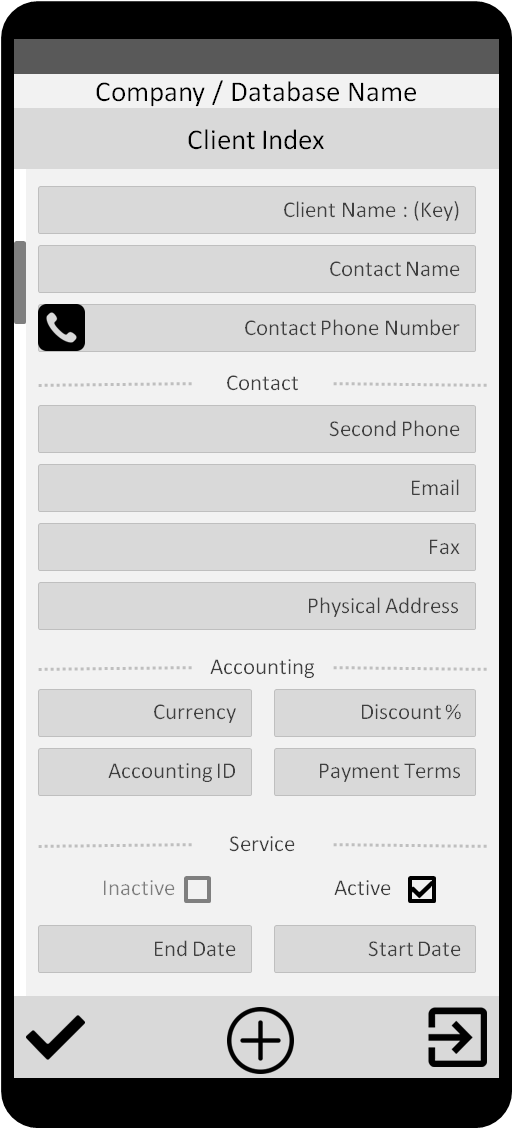 Company / Database Name
Client Index
Client Name : (Key)
Contact Name
Contact Phone Number
Contact
Second Phone
Email
Fax
Physical Address
Accounting
Currency
Discount %
Accounting ID
Payment Terms
Service
Inactive
Active
End Date
Start Date